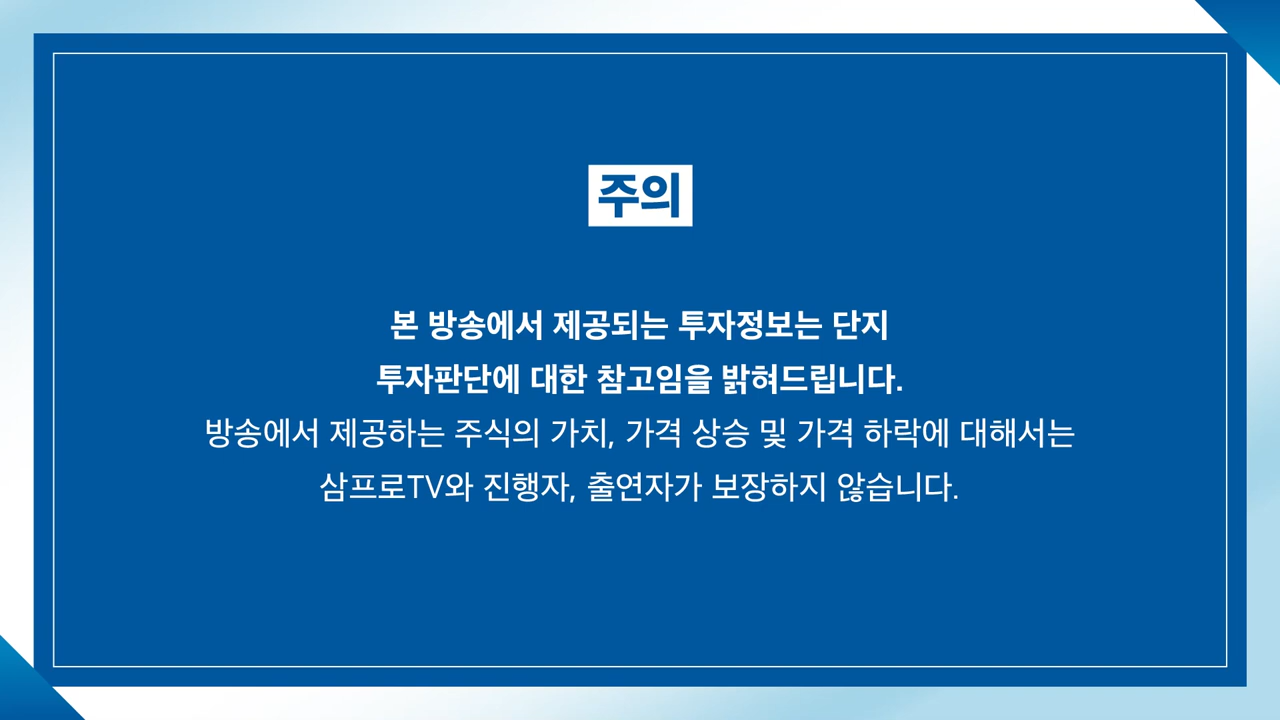 주의
본 방송에서 제공되는 투자정보는 단지
투자판단에 대한 참고임을 밝혀드립니다.
방송에서 제공하는 주식의 가치, 가격 상승 및 가격 하락에 대해서는
삼프로TV와 진행자, 출연자가 보장하지 않습니다.